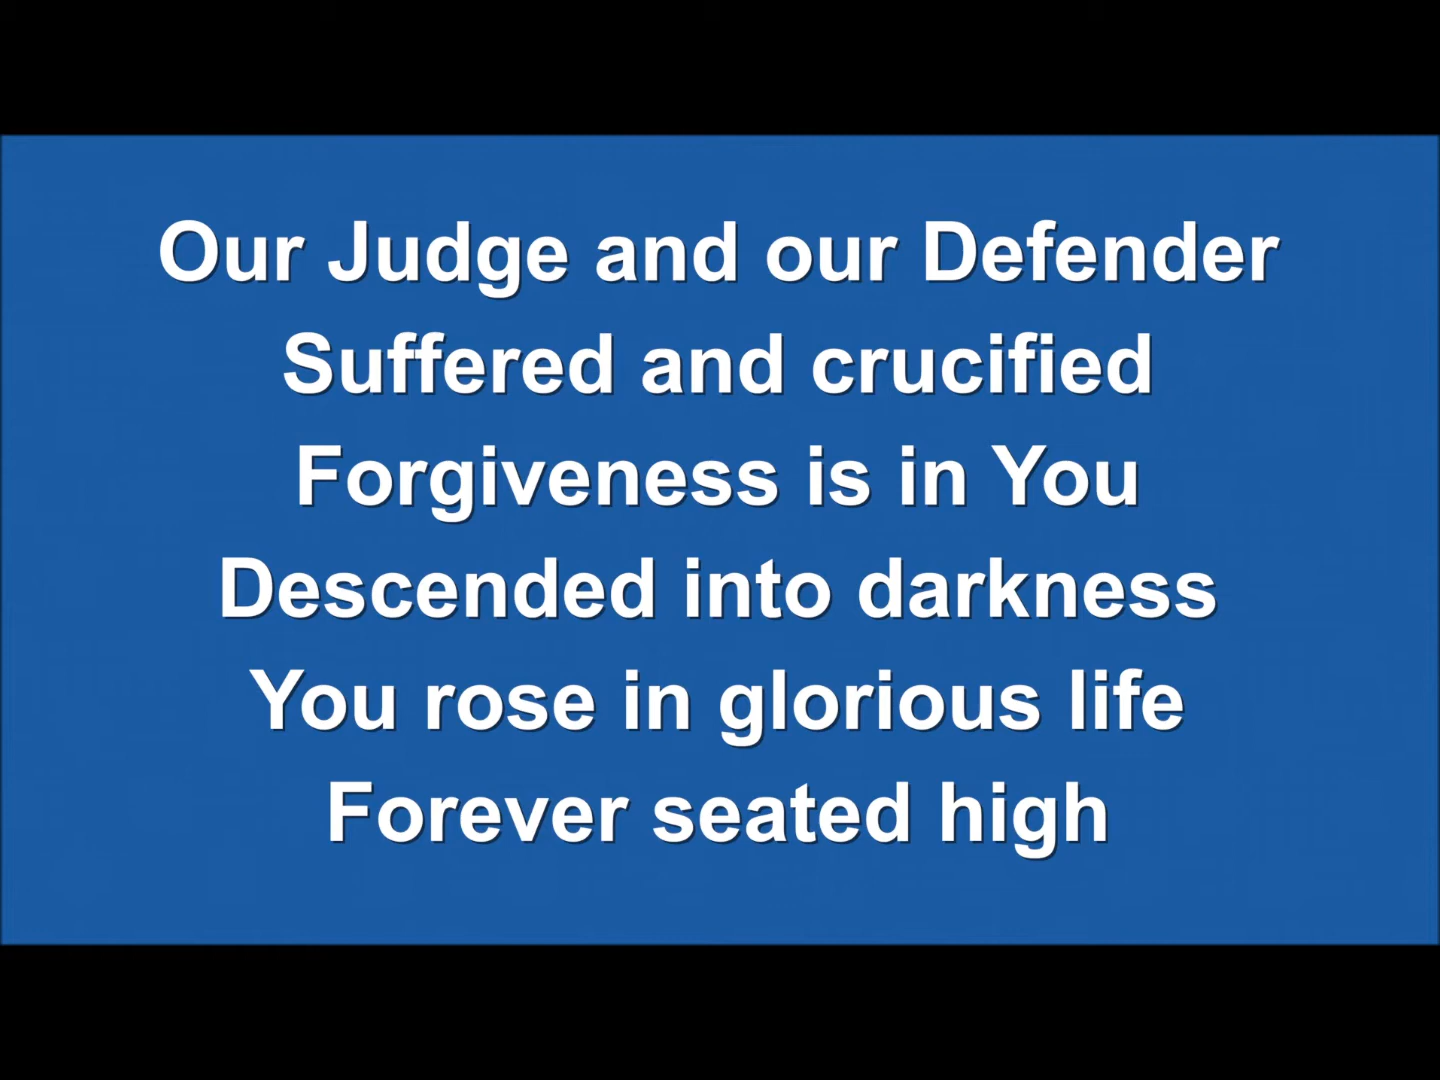 Our Judge and our Defender
Suffered and crucified
Forgiveness is in You
Descended into darkness
You rose in glorious life
Forever seated high